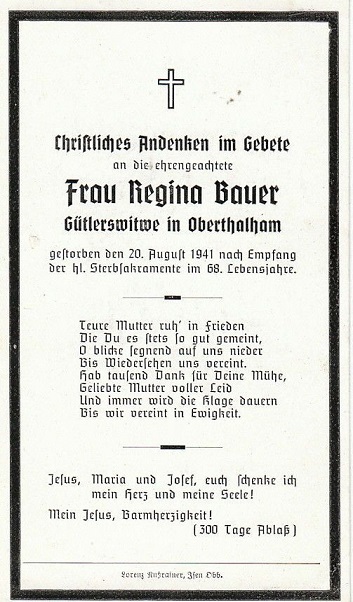 Christliches Andenken im Gebete
an die ehrengeachtete
Frau Regina Bauer
Gütlerswitwe in Oberthalham
gestorben den 20. August 1941 nach Empfang
der hl. Sterbsakramente im 68. Lebensjahre.
Teure Mutter ruh' in Frieden
Die Du es stets so gut gemeint,
O blicke segnend auf uns nieder
Bis Wiedersehen uns vereint.
Hab tausend Dank für Deine Mühe,
Geliebte Mutter voller Leid
Und immer wird die Klage dauern
Bis wir vereint in Ewigkeit.
Jesus, Maria und Josef, euch schenke ich
mein Herz und meine Seele!
Mein Jesus, Barmherzigkeit!
(300 Tage Ablaß)
Lorenz Nußrainer, Isen Obb.